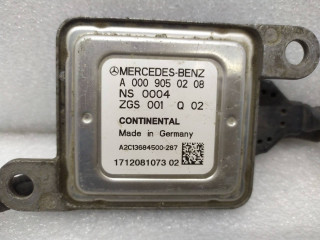 MERCEDES-BENZ
A 000 905 02 08
NS 0004
ZGS 001 Q 02
CONTINENTAL
Made in Germany
A2C13684500-287
1712081073 02